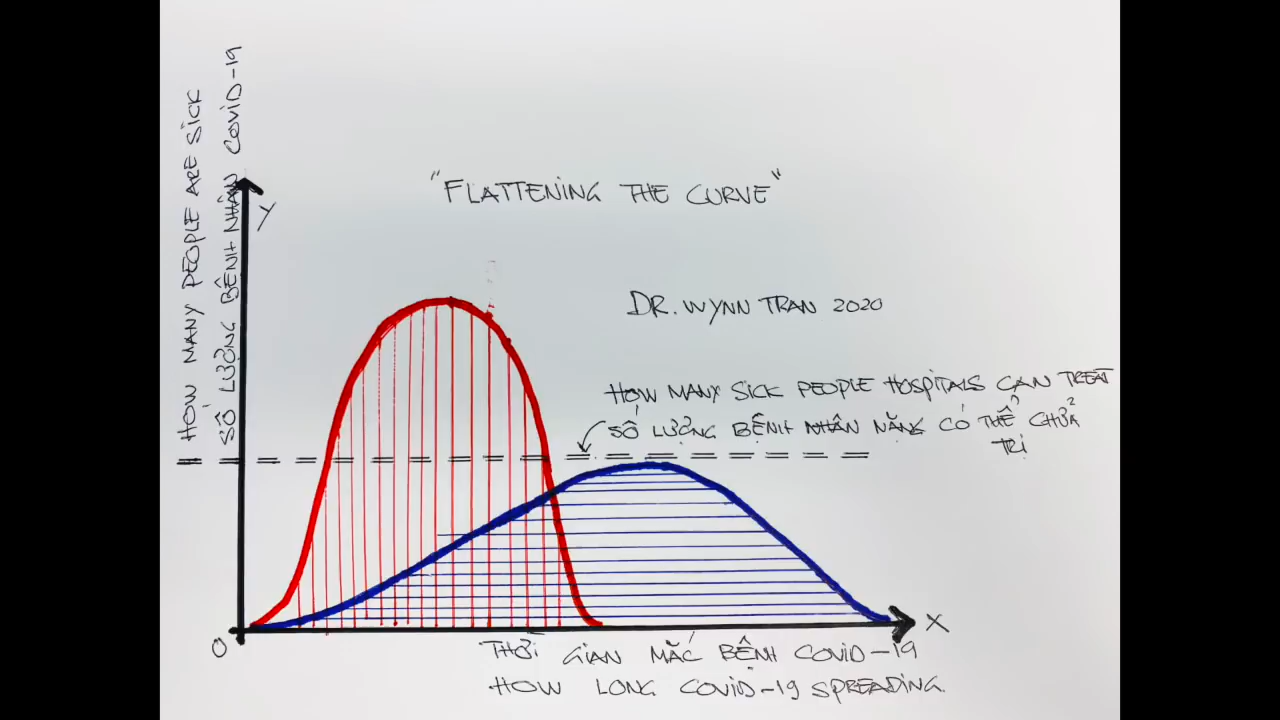 HOW MANY PEOPLE ARE SICK
SỐ LƯỢNG BỆNH NHÂN COVID-19
Y
"FLATTENING THE CURVE"
DR. WYNN TRAN 2020
HOW MANY SICK PEOPLE HOSPITALS CAN TREAT
SỐ LƯỢNG BỆNH NHÂN NẶNG CÓ THỂ CHỮA
TRỊ
O
X
THỜI GIAN MẮC BỆNH COVID-19
HOW LONG COVID-19 SPREADING.